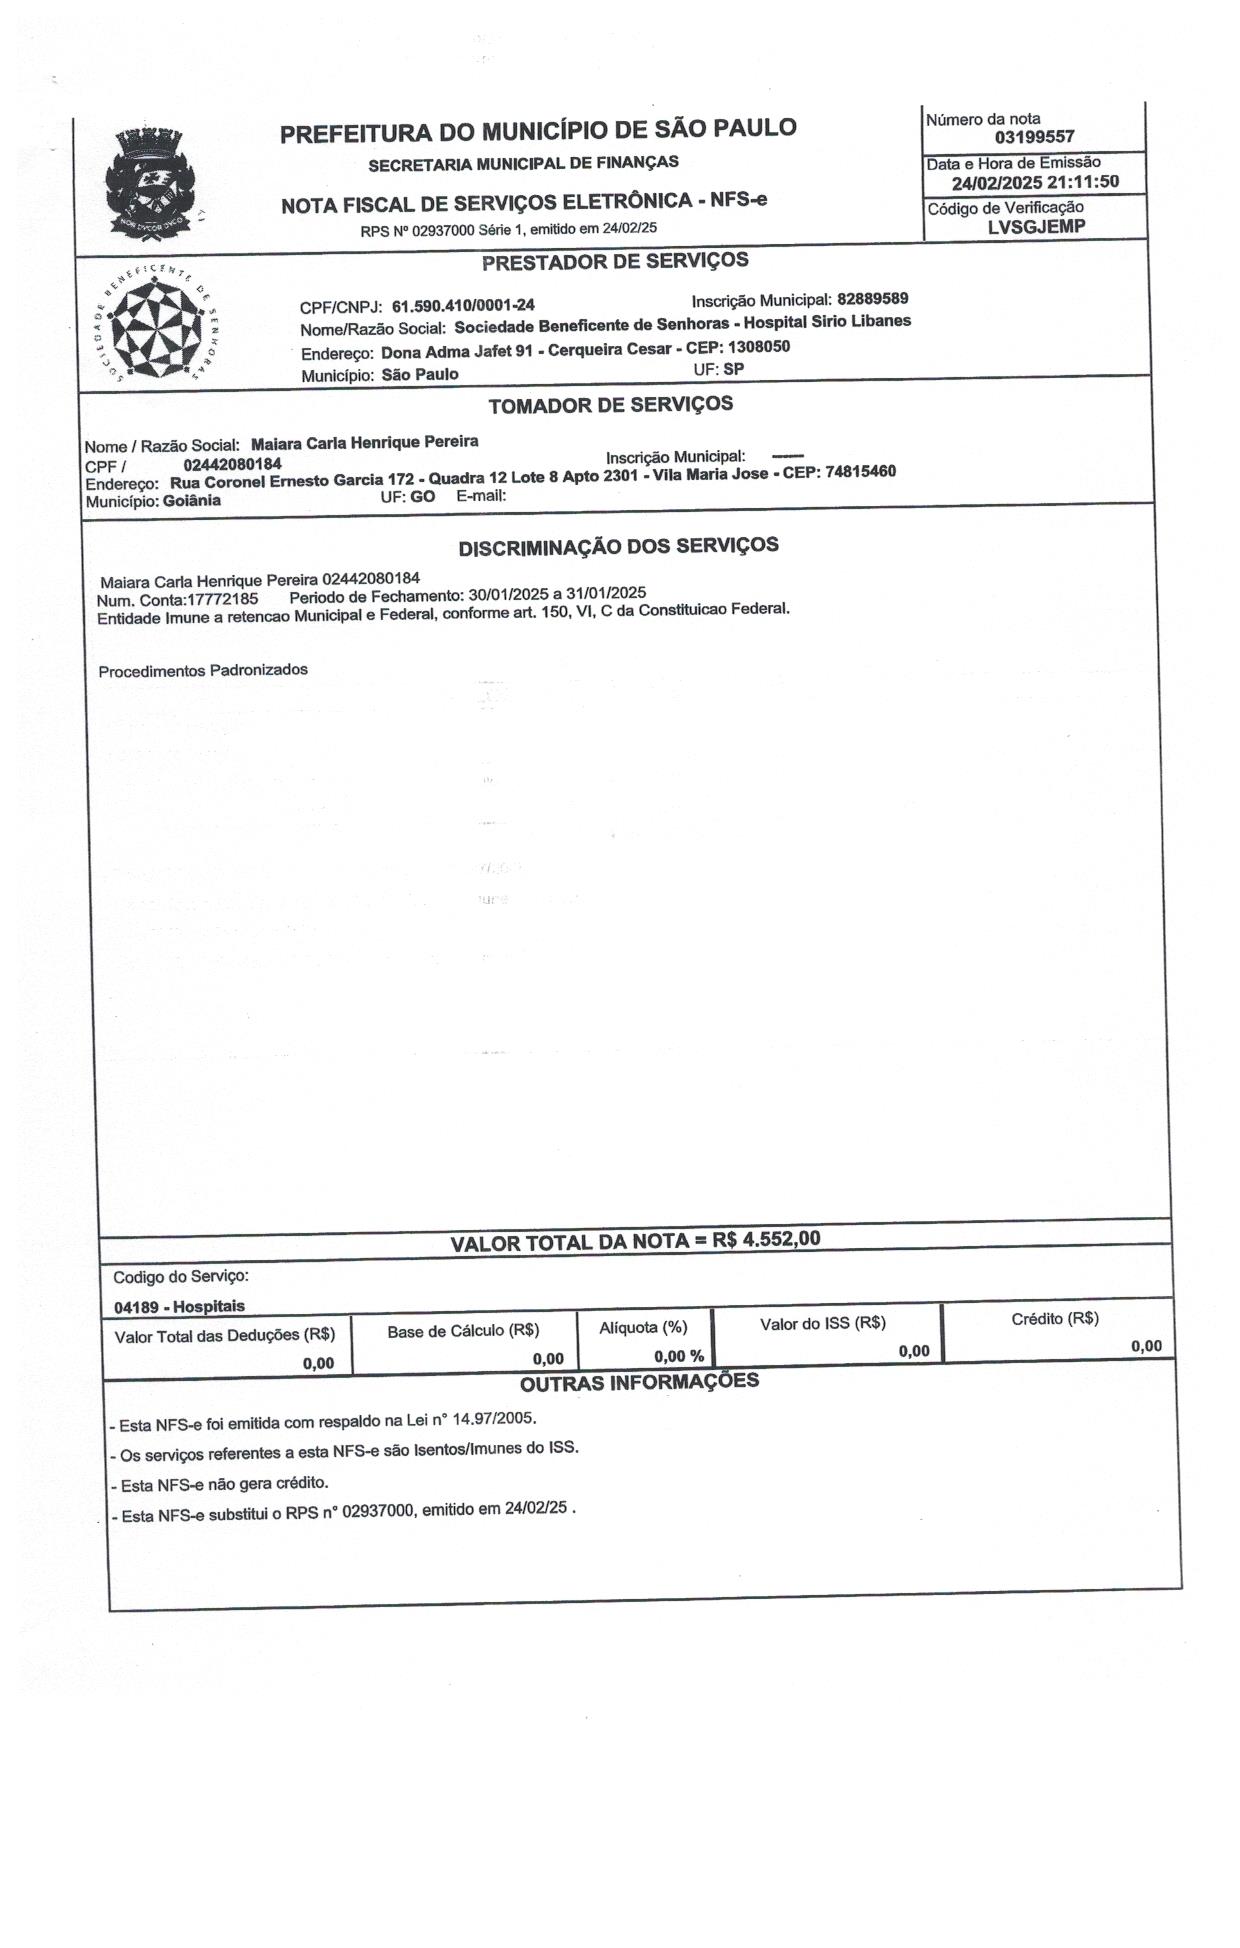 PREFEITURA DO MUNICÍPIO DE SÃO PAULO
SECRETARIA MUNICIPAL DE FINANÇAS
NOTA FISCAL DE SERVIÇOS ELETRÔNICA - NFS-e
RPS Nº 02937000 Série 1, emitido em 24/02/25
Número da nota
03199557
Data e Hora de Emissão
24/02/2025 21:11:50
Código de Verificação
LVSGJEMP
NON DVCOR DVCO
PRESTADOR DE SERVIÇOS
SOCIEDADE BENEFICENTE DE SENHORAS
CPF/CNPJ: 61.590.410/0001-24 Inscrição Municipal: 82889589
Nome/Razão Social: Sociedade Beneficente de Senhoras - Hospital Sirio Libanes
Endereço: Dona Adma Jafet 91 - Cerqueira Cesar - CEP: 1308050
Município: São Paulo UF: SP
TOMADOR DE SERVIÇOS
Nome / Razão Social: Maiara Carla Henrique Pereira
CPF / 02442080184 Inscrição Municipal: -----
Endereço: Rua Coronel Ernesto Garcia 172 - Quadra 12 Lote 8 Apto 2301 - Vila Maria Jose - CEP: 74815460
Município: Goiânia UF: GO E-mail:
DISCRIMINAÇÃO DOS SERVIÇOS
Maiara Carla Henrique Pereira 02442080184
Num. Conta:17772185 Periodo de Fechamento: 30/01/2025 a 31/01/2025
Entidade Imune a retencao Municipal e Federal, conforme art. 150, VI, C da Constituicao Federal.
Procedimentos Padronizados
VALOR TOTAL DA NOTA = R$ 4.552,00
Codigo do Serviço:
04189 - Hospitais
Valor Total das Deduções (R$) Base de Cálculo (R$) Alíquota (%) Valor do ISS (R$) Crédito (R$)
0,00 0,00 0,00 % 0,00 0,00
OUTRAS INFORMAÇÕES
- Esta NFS-e foi emitida com respaldo na Lei n° 14.97/2005.
- Os serviços referentes a esta NFS-e são Isentos/Imunes do ISS.
- Esta NFS-e não gera crédito.
- Esta NFS-e substitui o RPS n° 02937000, emitido em 24/02/25 .